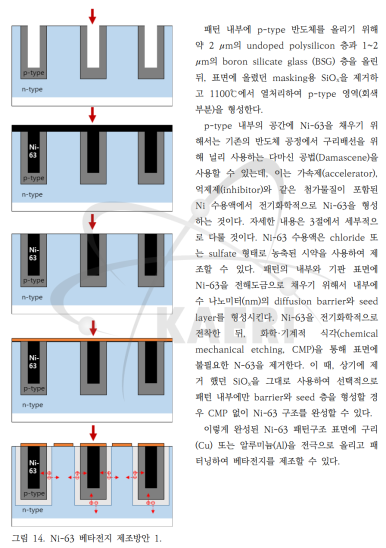 p-type
n-type
Ni-
63
p-type
n-type
Ni-
63
p-type
n-type
Ni-
63
p-type
n-type
Ni-
63
n-type
그림 14. Ni-63 베타전지 제조방안 1.
패턴 내부에 p-type 반도체를 올리기 위해
약 2 μm의 undoped polysilicon 층과 1~2
μm의 boron silicate glass (BSG) 층을 올린
뒤, 표면에 올렸던 masking용 SiOₓ을 제거하
고 1100℃에서 열처리하여 p-type 영역(회색
부분)을 형성한다.
p-type 내부의 공간에 Ni-63을 채우기 위
해서는 기존의 반도체 공정에서 구리배선을 위
해 널리 사용하는 다마신 공법(Damascene)을
사용할 수 있는데, 이는 가속제(accelerator),
억제제(inhibitor)와 같은 첨가물질이 포함된
Ni 수용액에서 전기화학적으로 Ni-63을 형성
하는 것이다. 자세한 내용은 3절에서 세부적으
로 다룰 것이다. Ni-63 수용액은 chloride 또
는 sulfate 형태로 농축된 시약을 사용하여 제
조할 수 있다. 패턴의 내부와 기판 표면에
Ni-63을 전해도금으로 채우기 위해서 내부에
수 나노미터(nm)의 diffusion barrier와 seed
layer를 형성시킨다. Ni-63을 전기화학적으로
전착한 뒤, 화학·기계적 식각(chemical
mechanical etching, CMP)을 통해 표면에
불필요한 N-63을 제거한다. 이 때, 상기에 제
거 했던 SiOₓ을 그대로 사용하여 선택적으로
패턴 내부에만 barrier와 seed 층을 형성할 경
우 CMP 없이 Ni-63 구조를 완성할 수 있다.
이렇게 완성된 Ni-63 패턴구조 표면에 구리
(Cu) 또는 알루미늄(Al)을 전극으로 올리고 패
터닝하여 베타전지를 제조할 수 있다.
KAERI